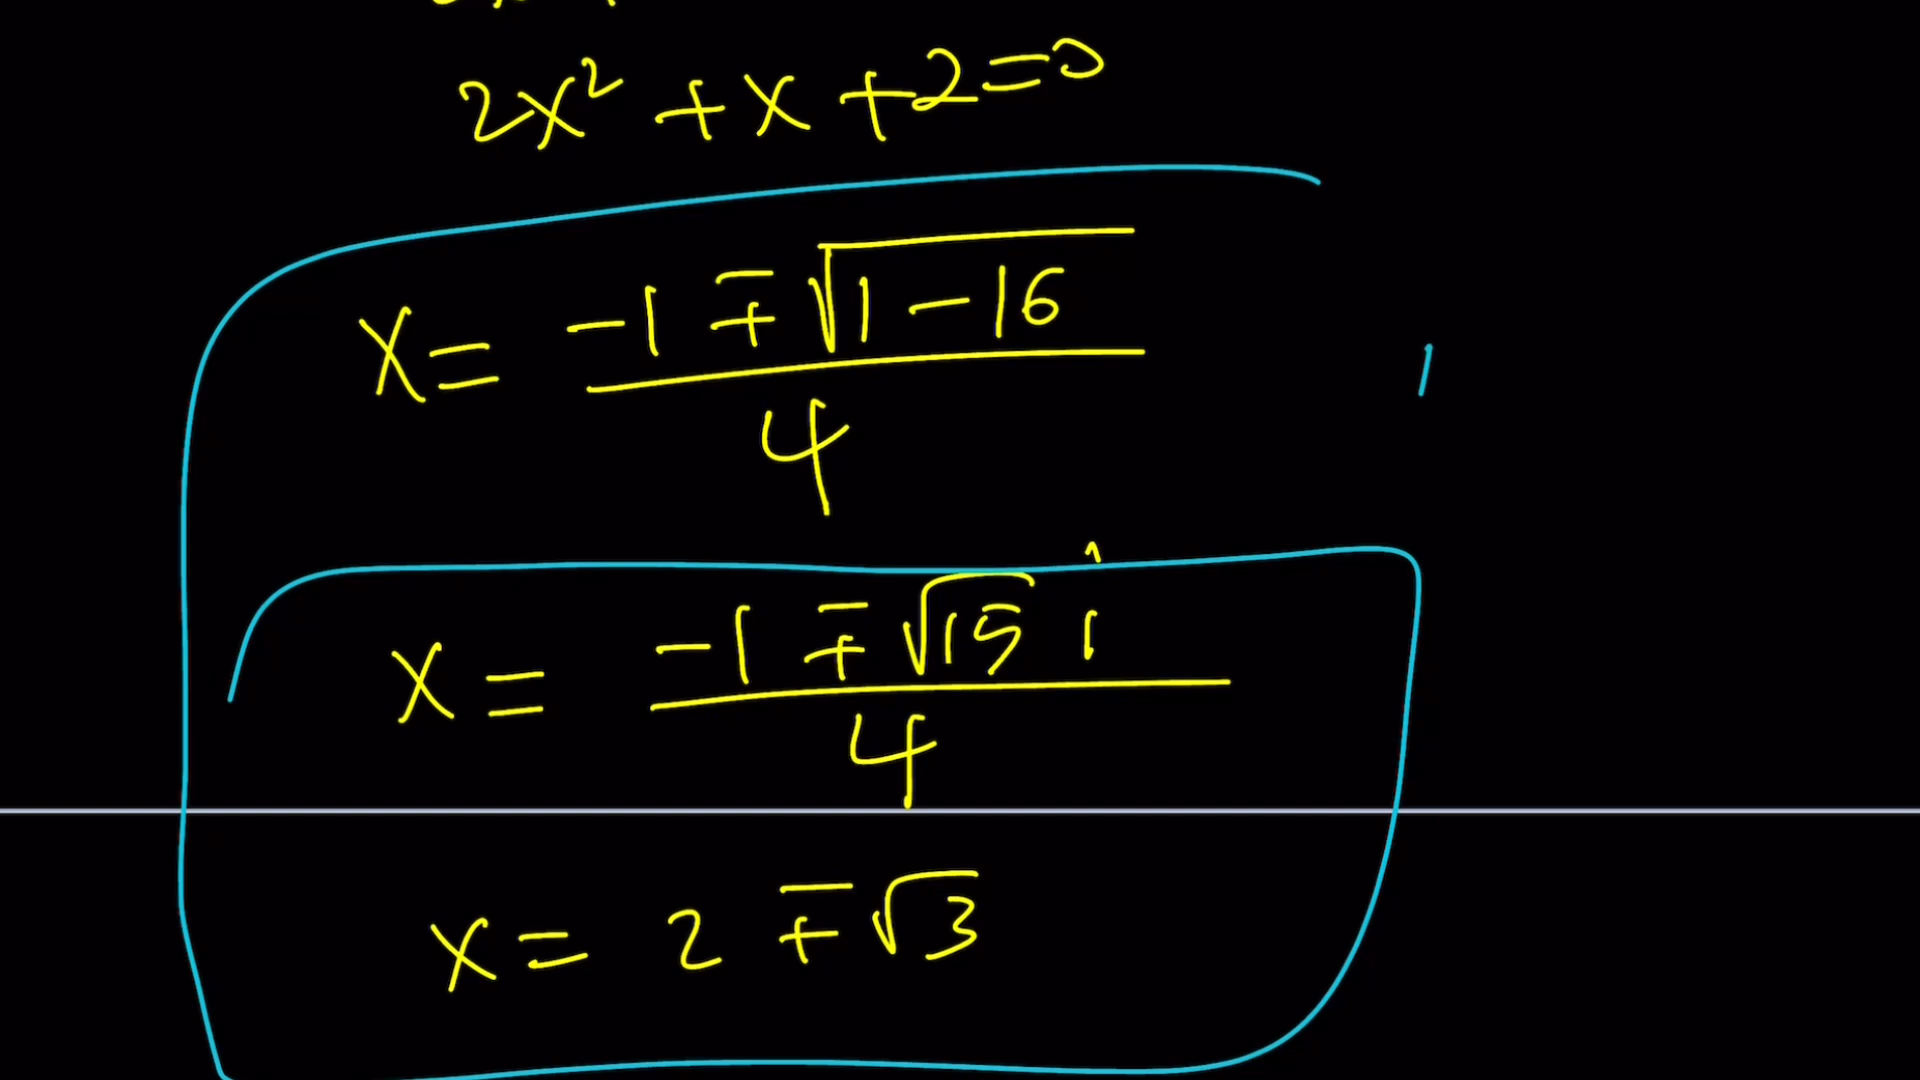 2x² + x + 2 = 0
x = (-1 ∓ √(1 - 16)) / 4
x = (-1 ∓ √15 i) / 4
x = 2 ∓ √3